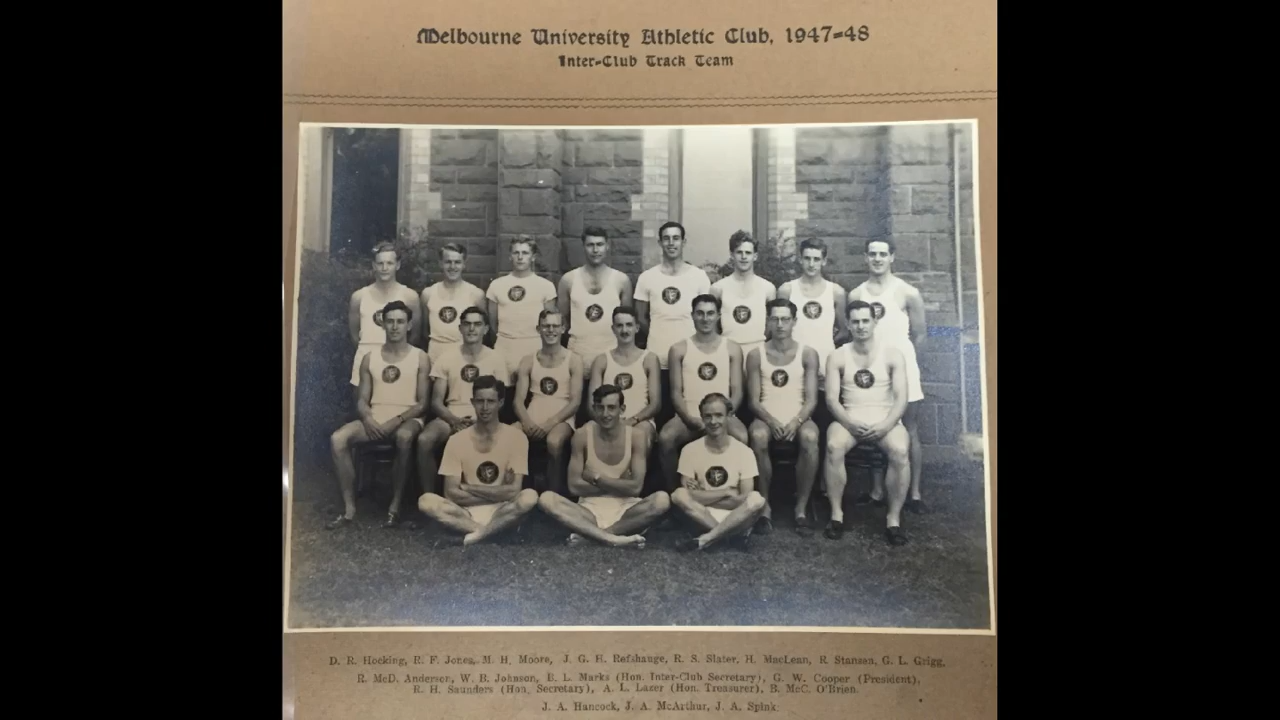 Melbourne University Athletic Club, 1947-48
Inter-Club Track Team
D. R. Hocking, R. F. Jones, M. H. Moore, J. G. H. Refshauge, R. S. Slater, H. MacLean, R. Stansen, G. L. Grigg.
R. McD. Anderson, W. B. Johnson, B. L. Marks (Hon. Inter-Club Secretary), G. W. Cooper (President),
R. H. Saunders (Hon. Secretary), A. L. Lazer (Hon. Treasurer), B. McC. O'Brien.
J. A. Hancock, J. A. McArthur, J. A. Spink.